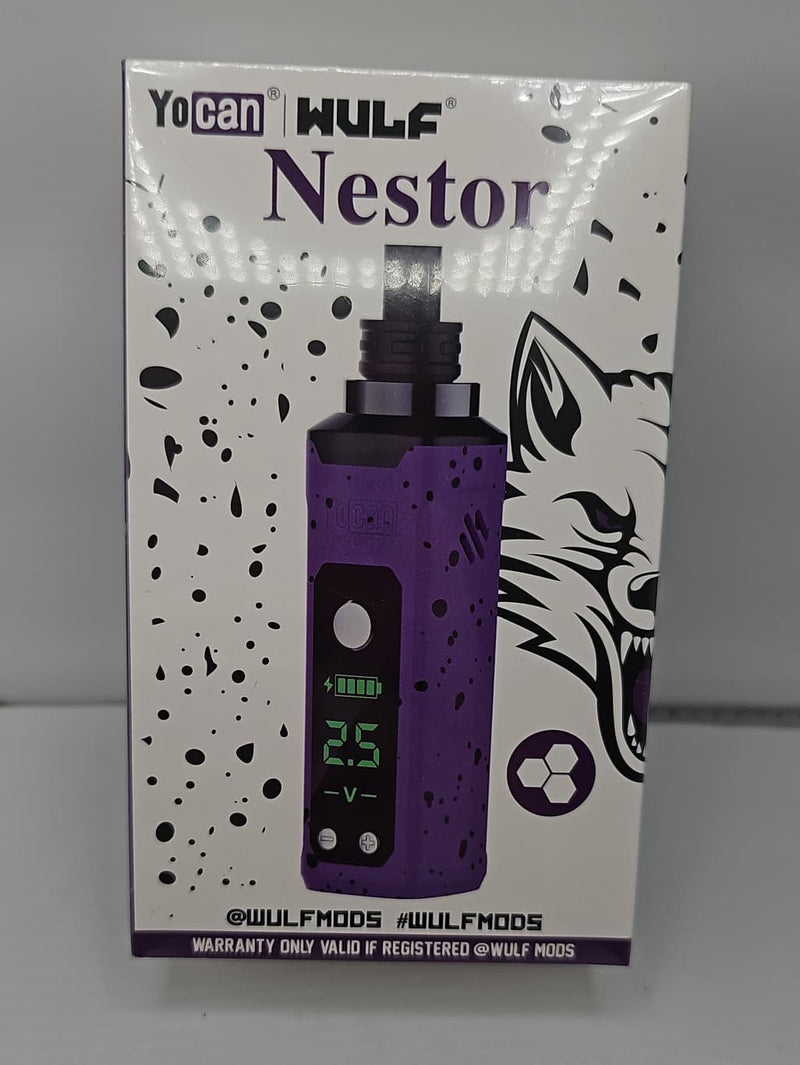 Yocan® | WULF®
Nestor
Yocan
2.5
– V –
− +
@WULFMODS #WULFMODS
WARRANTY ONLY VALID IF REGISTERED @WULF MODS